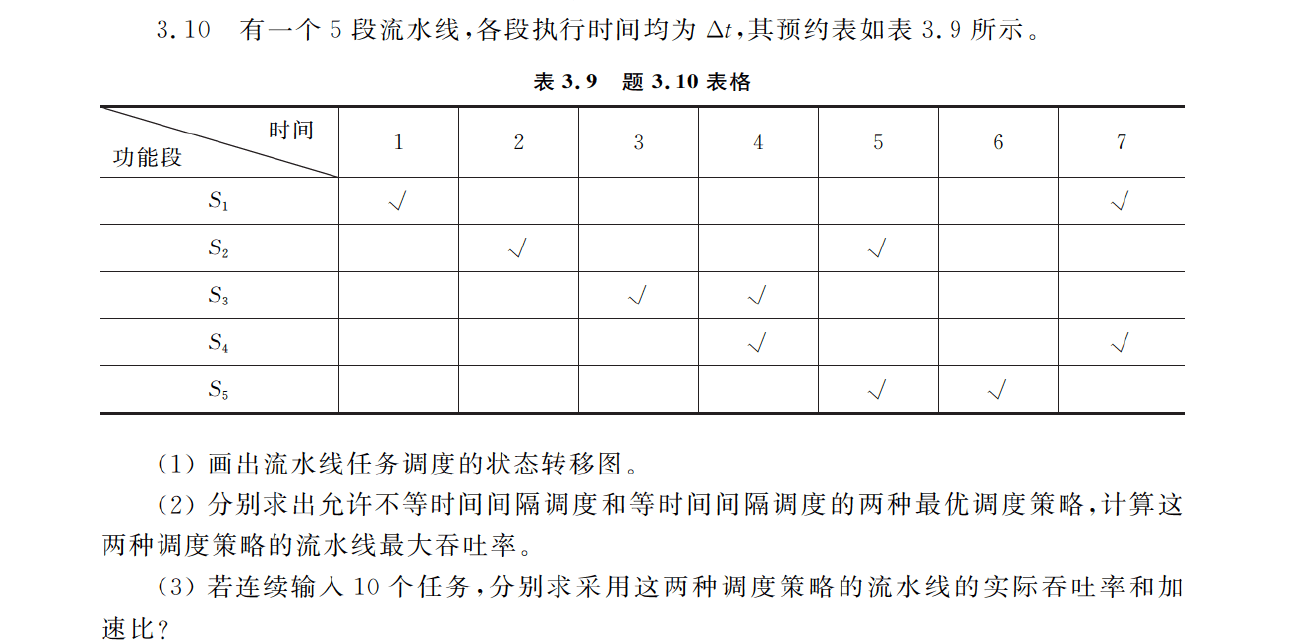 3.10 有一个 5 段流水线,各段执行时间均为 Δt,其预约表如表 3.9 所示。
表 3.9 题 3.10 表格
时间 功能段 1 2 3 4 5 6 7
S₁ √ √
S₂ √ √
S₃ √ √
S₄ √ √
S₅ √ √
(1) 画出流水线任务调度的状态转移图。
(2) 分别求出允许不等时间间隔调度和等时间间隔调度的两种最优调度策略,计算这
两种调度策略的流水线最大吞吐率。
(3) 若连续输入 10 个任务,分别求采用这两种调度策略的流水线的实际吞吐率和加
速比?